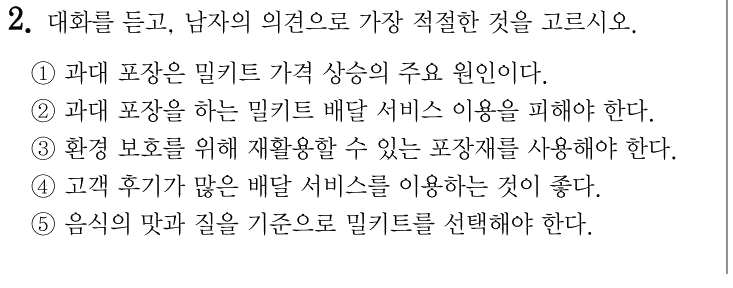 2. 대화를 듣고, 남자의 의견으로 가장 적절한 것을 고르시오.
① 과대 포장은 밀키트 가격 상승의 주요 원인이다.
② 과대 포장을 하는 밀키트 배달 서비스 이용을 피해야 한다.
③ 환경 보호를 위해 재활용할 수 있는 포장재를 사용해야 한다.
④ 고객 후기가 많은 배달 서비스를 이용하는 것이 좋다.
⑤ 음식의 맛과 질을 기준으로 밀키트를 선택해야 한다.